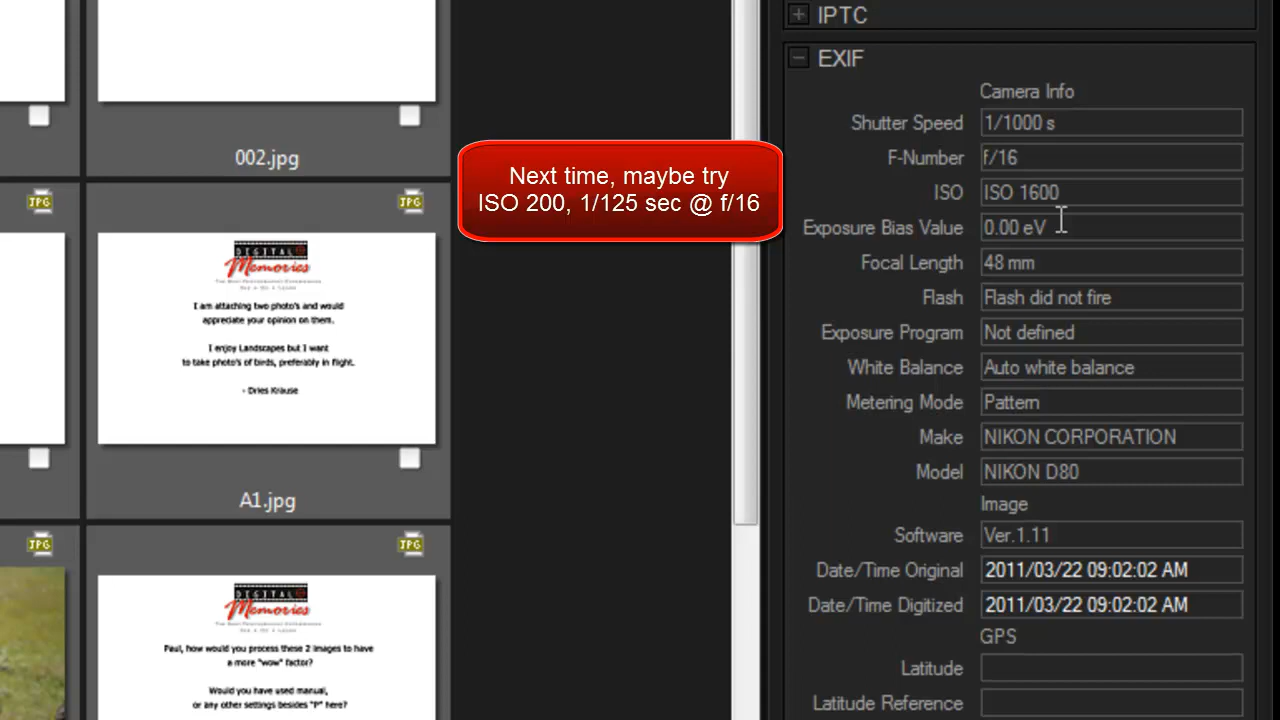 IPTC
EXIF
Camera Info
Shutter Speed 1/1000 s
F-Number f/16
ISO ISO 1600
Exposure Bias Value 0.00 eV
Focal Length 48 mm
Flash Flash did not fire
Exposure Program Not defined
White Balance Auto white balance
Metering Mode Pattern
Make NIKON CORPORATION
Model NIKON D80
Image
Software Ver.1.11
Date/Time Original 2011/03/22 09:02:02 AM
Date/Time Digitized 2011/03/22 09:02:02 AM
GPS
Latitude
Latitude Reference
Next time, maybe try
ISO 200, 1/125 sec @ f/16
002.jpg
JPG
JPG
DIGITAL
Memories
I am attaching two photo's and would
appreciate your opinion on them.
I enjoy Landscapes but I want
to take photo's of birds, preferably in flight.
- Dries Krause
A1.jpg
JPG
JPG
DIGITAL
Memories
Paul, how would you process these 2 images to have
a more "wow" factor?
Would you have used manual,
or any other settings besides "P" here?